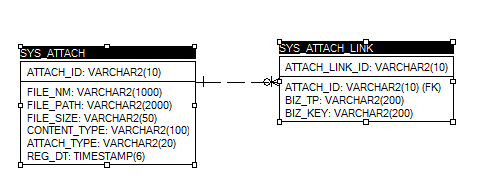 SYS_ATTACH
ATTACH_ID: VARCHAR2(10)
FILE_NM: VARCHAR2(1000)
FILE_PATH: VARCHAR2(2000)
FILE_SIZE: VARCHAR2(50)
CONTENT_TYPE: VARCHAR2(100)
ATTACH_TYPE: VARCHAR2(20)
REG_DT: TIMESTAMP(6)
SYS_ATTACH_LINK
ATTACH_LINK_ID: VARCHAR2(10)
ATTACH_ID: VARCHAR2(10) (FK)
BIZ_TP: VARCHAR2(200)
BIZ_KEY: VARCHAR2(200)